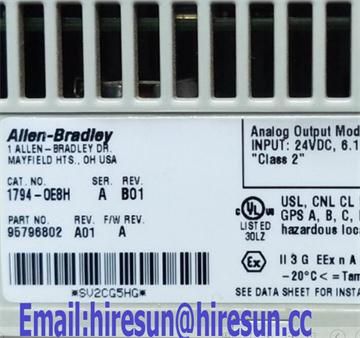 Allen-Bradley
1 ALLEN-BRADLEY DR.
MAYFIELD HTS., OH USA
CAT. NO. SER. REV.
1794-OE8H A B01
PART NO. REV. F/W REV.
95796802 A01 A
*SV2CG5HG*
Analog Output Mod
INPUT: 24VDC, 6.1
"Class 2"
UL
LISTED
30LZ
USL, CNL CL
GPS A, B, C,
hazardous loca
Ex
II 3 G EEx n A
-20°C <= Tam
SEE DATA SHEET FOR INSTA
Email:hiresun@hiresun.cc